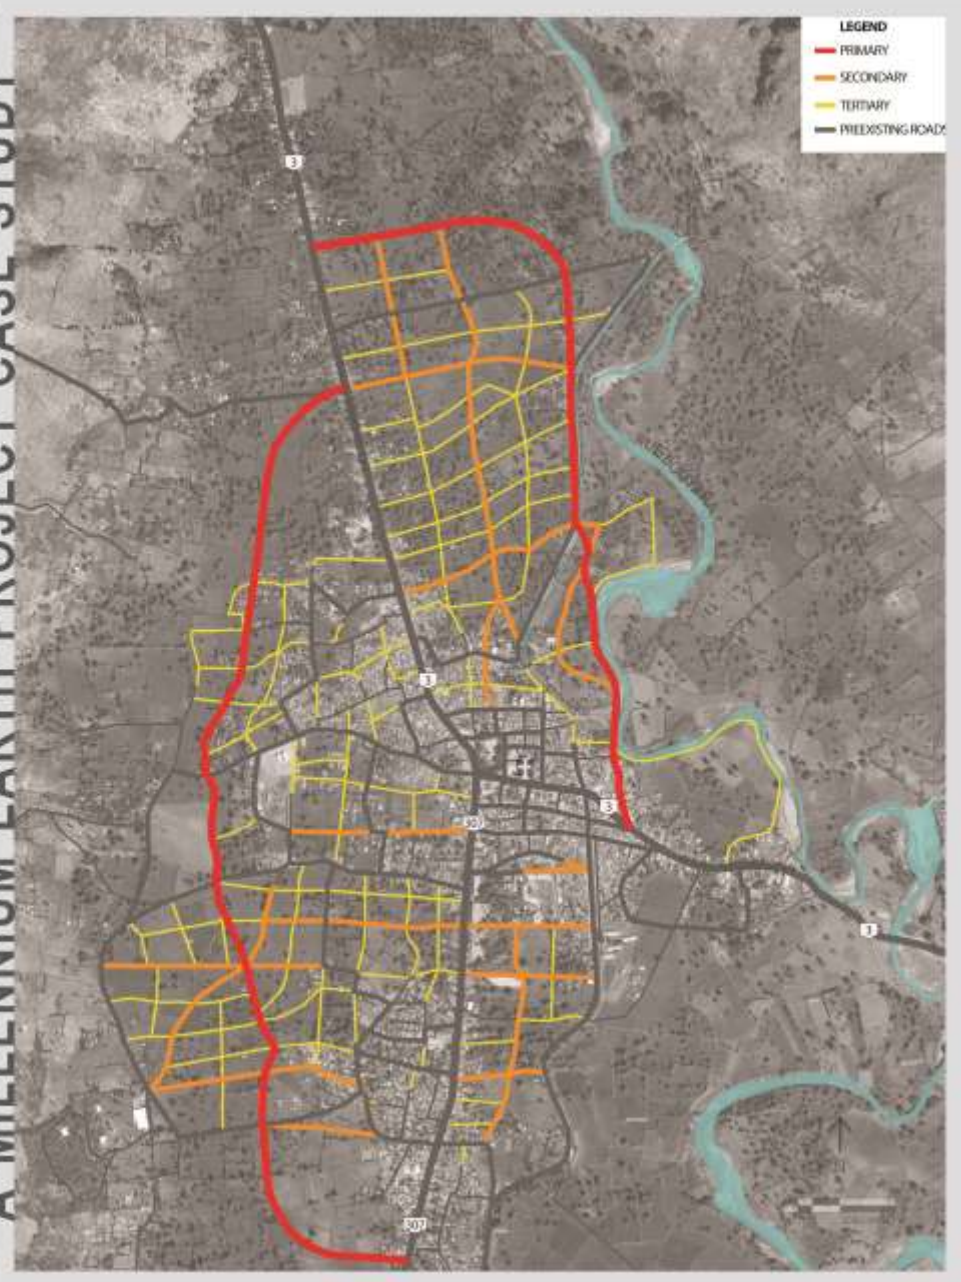 A MILLENNIUM EARTH PROJECT CASE STUDY
LEGEND
PRIMARY
SECONDARY
TERTIARY
PREEXISTING ROADS
3
3
3
307
3
307